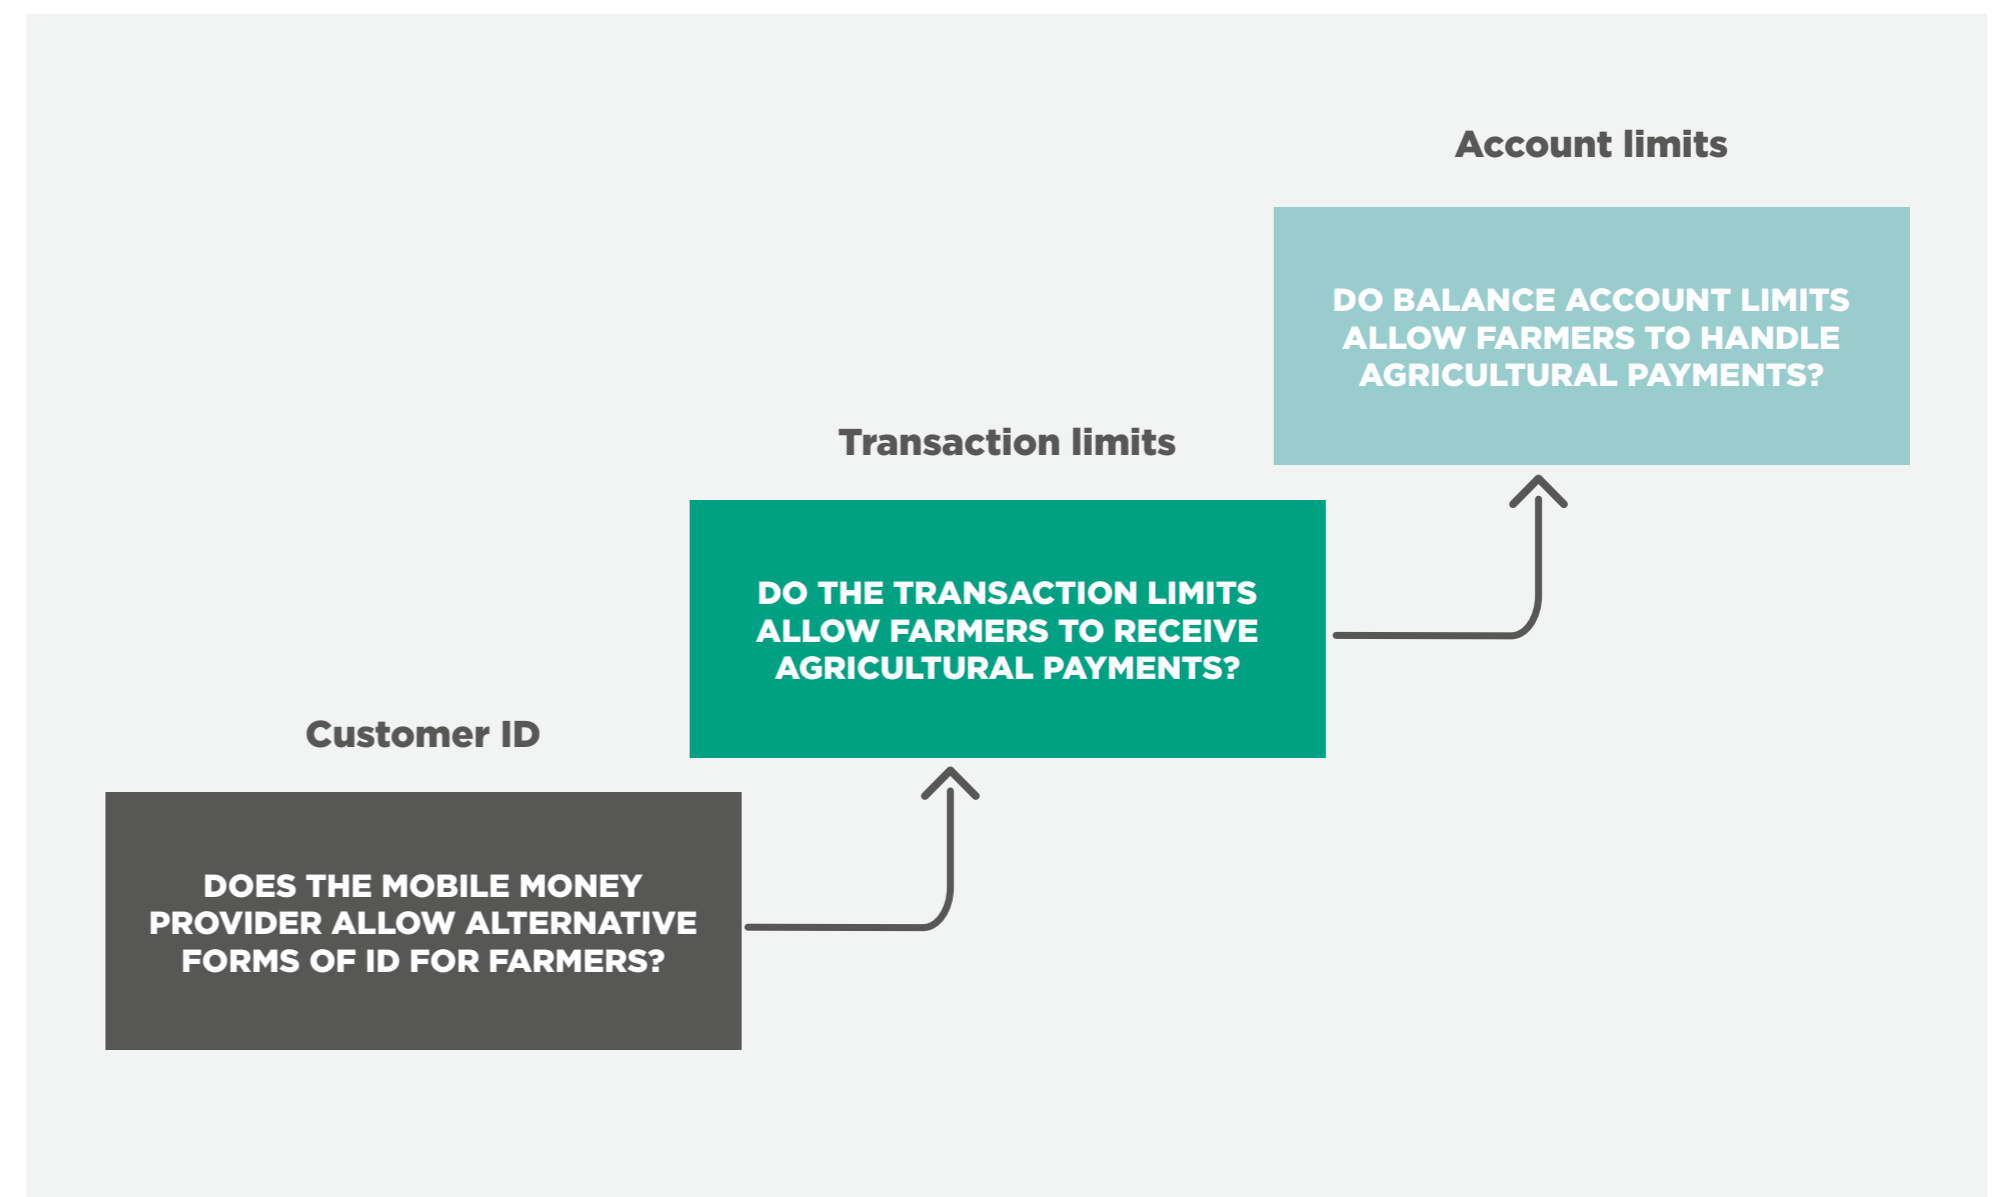 Account limits
DO BALANCE ACCOUNT LIMITS
ALLOW FARMERS TO HANDLE
AGRICULTURAL PAYMENTS?
Transaction limits
DO THE TRANSACTION LIMITS
ALLOW FARMERS TO RECEIVE
AGRICULTURAL PAYMENTS?
Customer ID
DOES THE MOBILE MONEY
PROVIDER ALLOW ALTERNATIVE
FORMS OF ID FOR FARMERS?